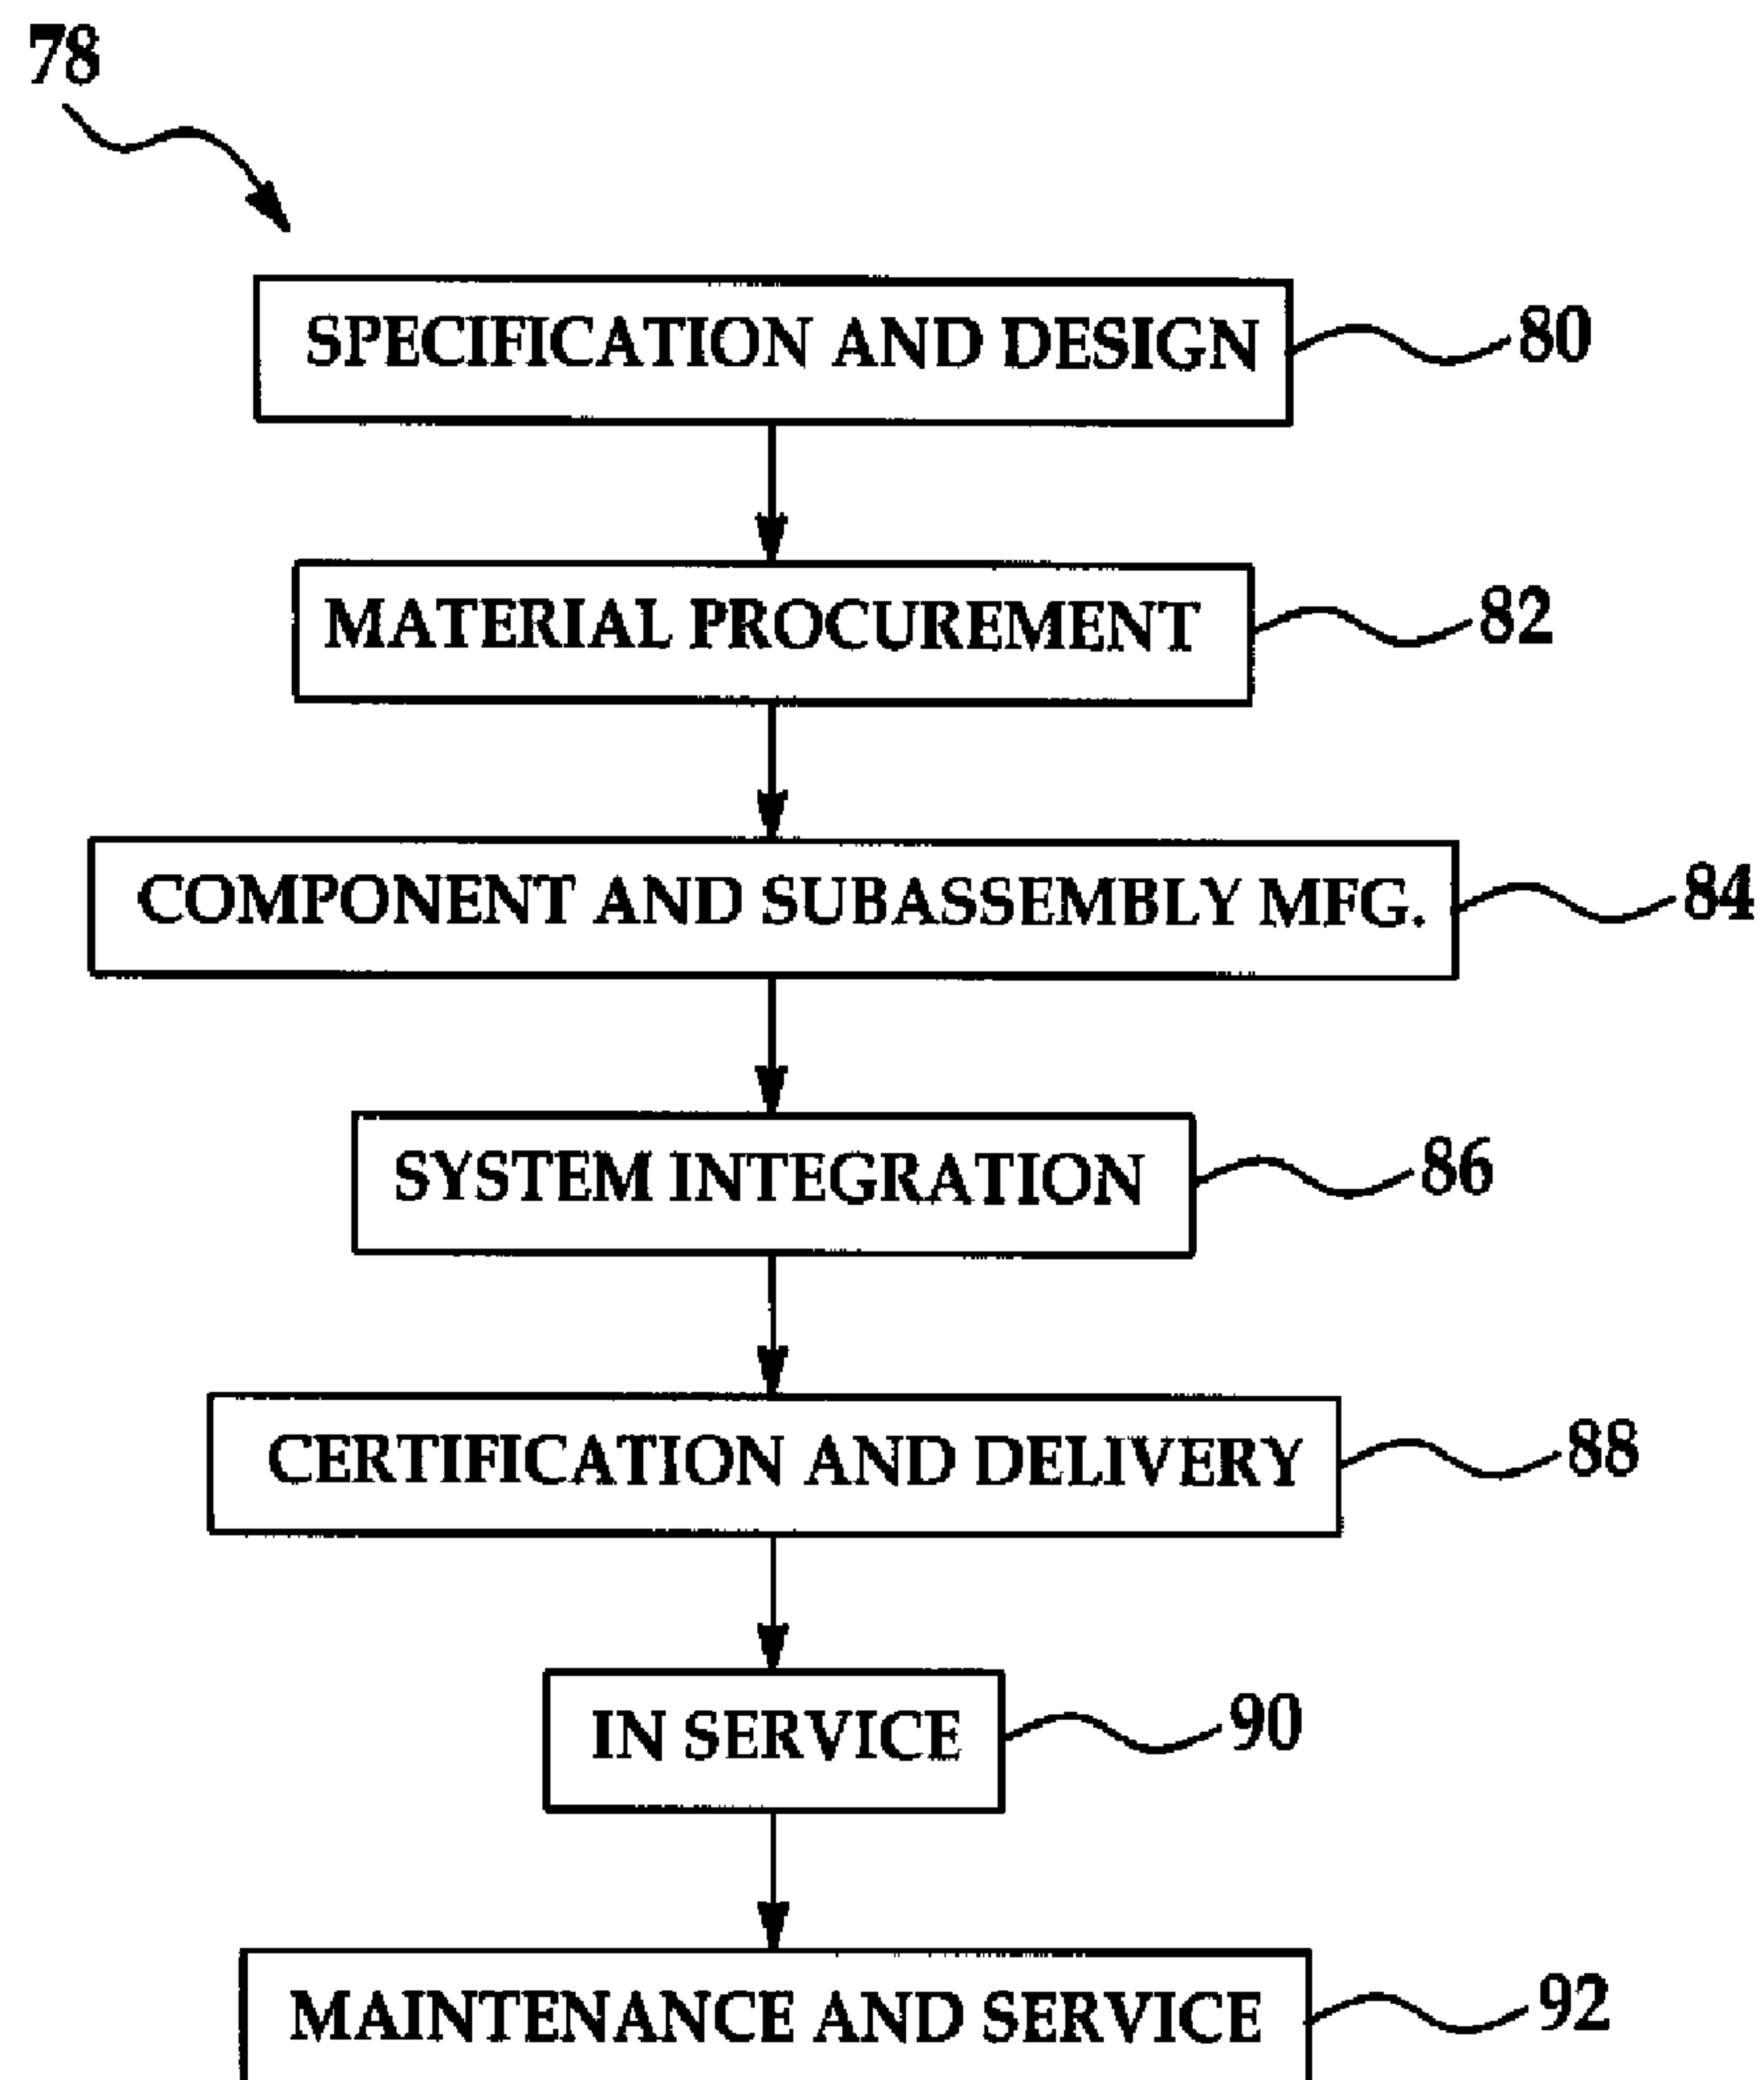 78
SPECIFICATION AND DESIGN 80
MATERIAL PROCUREMENT 82
COMPONENT AND SUBASSEMBLY MFG. 84
SYSTEM INTEGRATION 86
CERTIFICATION AND DELIVERY 88
IN SERVICE 90
MAINTENANCE AND SERVICE 92